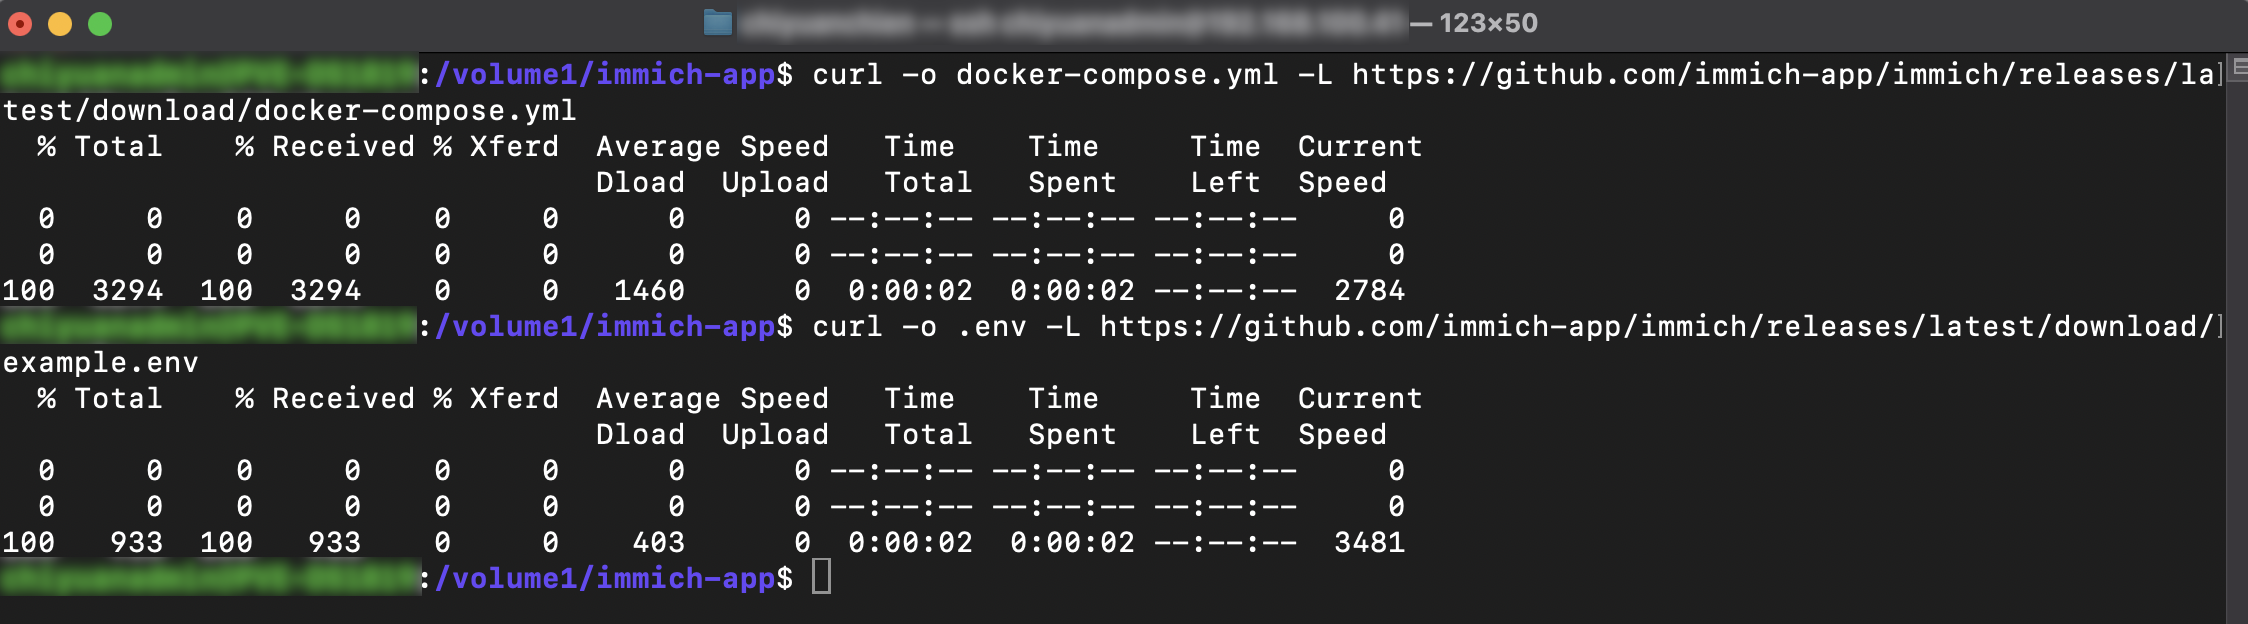 — 123×50
:/volume1/immich-app$ curl -o docker-compose.yml -L https://github.com/immich-app/immich/releases/la]
test/download/docker-compose.yml
  % Total    % Received % Xferd  Average Speed   Time    Time     Time  Current
                                 Dload  Upload   Total   Spent    Left  Speed
  0     0    0     0    0     0      0      0 --:--:-- --:--:-- --:--:--     0
  0     0    0     0    0     0      0      0 --:--:-- --:--:-- --:--:--     0
100  3294  100  3294    0     0   1460      0  0:00:02  0:00:02 --:--:--  2784
:/volume1/immich-app$ curl -o .env -L https://github.com/immich-app/immich/releases/latest/download/]
example.env
  % Total    % Received % Xferd  Average Speed   Time    Time     Time  Current
                                 Dload  Upload   Total   Spent    Left  Speed
  0     0    0     0    0     0      0      0 --:--:-- --:--:-- --:--:--     0
  0     0    0     0    0     0      0      0 --:--:-- --:--:-- --:--:--     0
100   933  100   933    0     0    403      0  0:00:02  0:00:02 --:--:--  3481
:/volume1/immich-app$